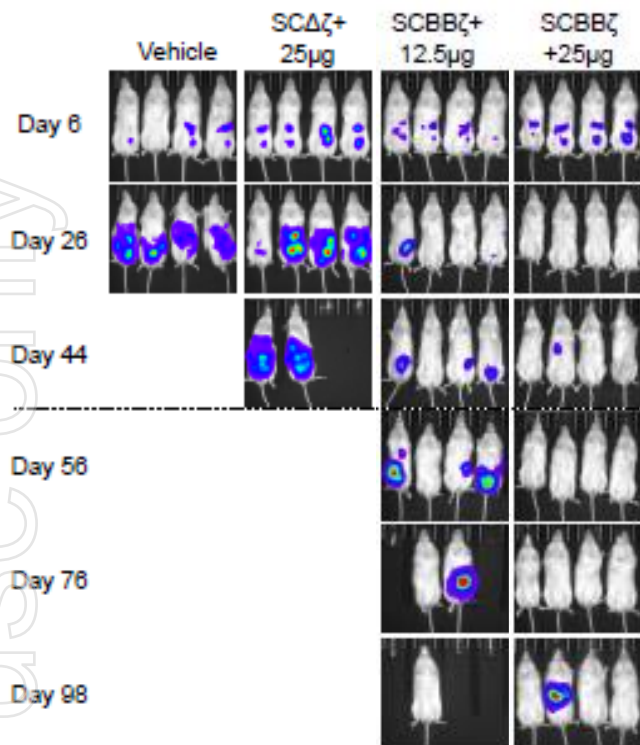 SCΔζ+ SCBBζ+ SCBBζ
Vehicle 25µg 12.5µg +25µg
Day 6
Day 26
Day 44
Day 56
Day 76
Day 98